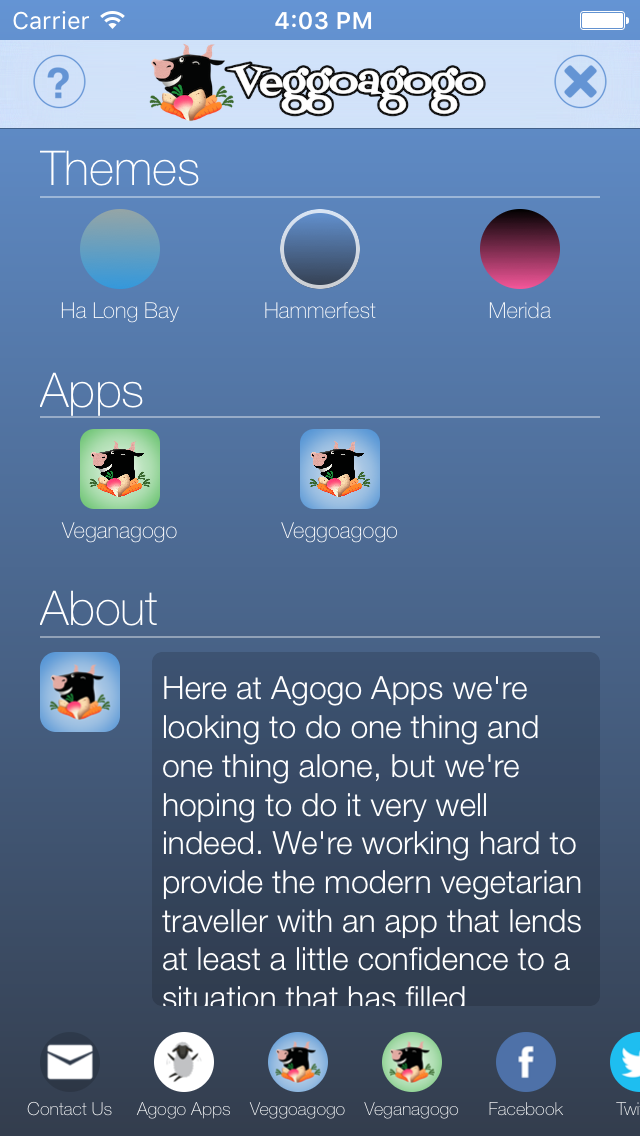 Carrier 4:03 PM
? Veggoagogo
Themes
Ha Long Bay Hammerfest Merida
Apps
Veganagogo Veggoagogo
About
Here at Agogo Apps we're
looking to do one thing and
one thing alone, but we're
hoping to do it very well
indeed. We're working hard to
provide the modern vegetarian
traveller with an app that lends
at least a little confidence to a
situation that has filled
f
Contact Us Agogo Apps Veggoagogo Veganagogo Facebook Twi